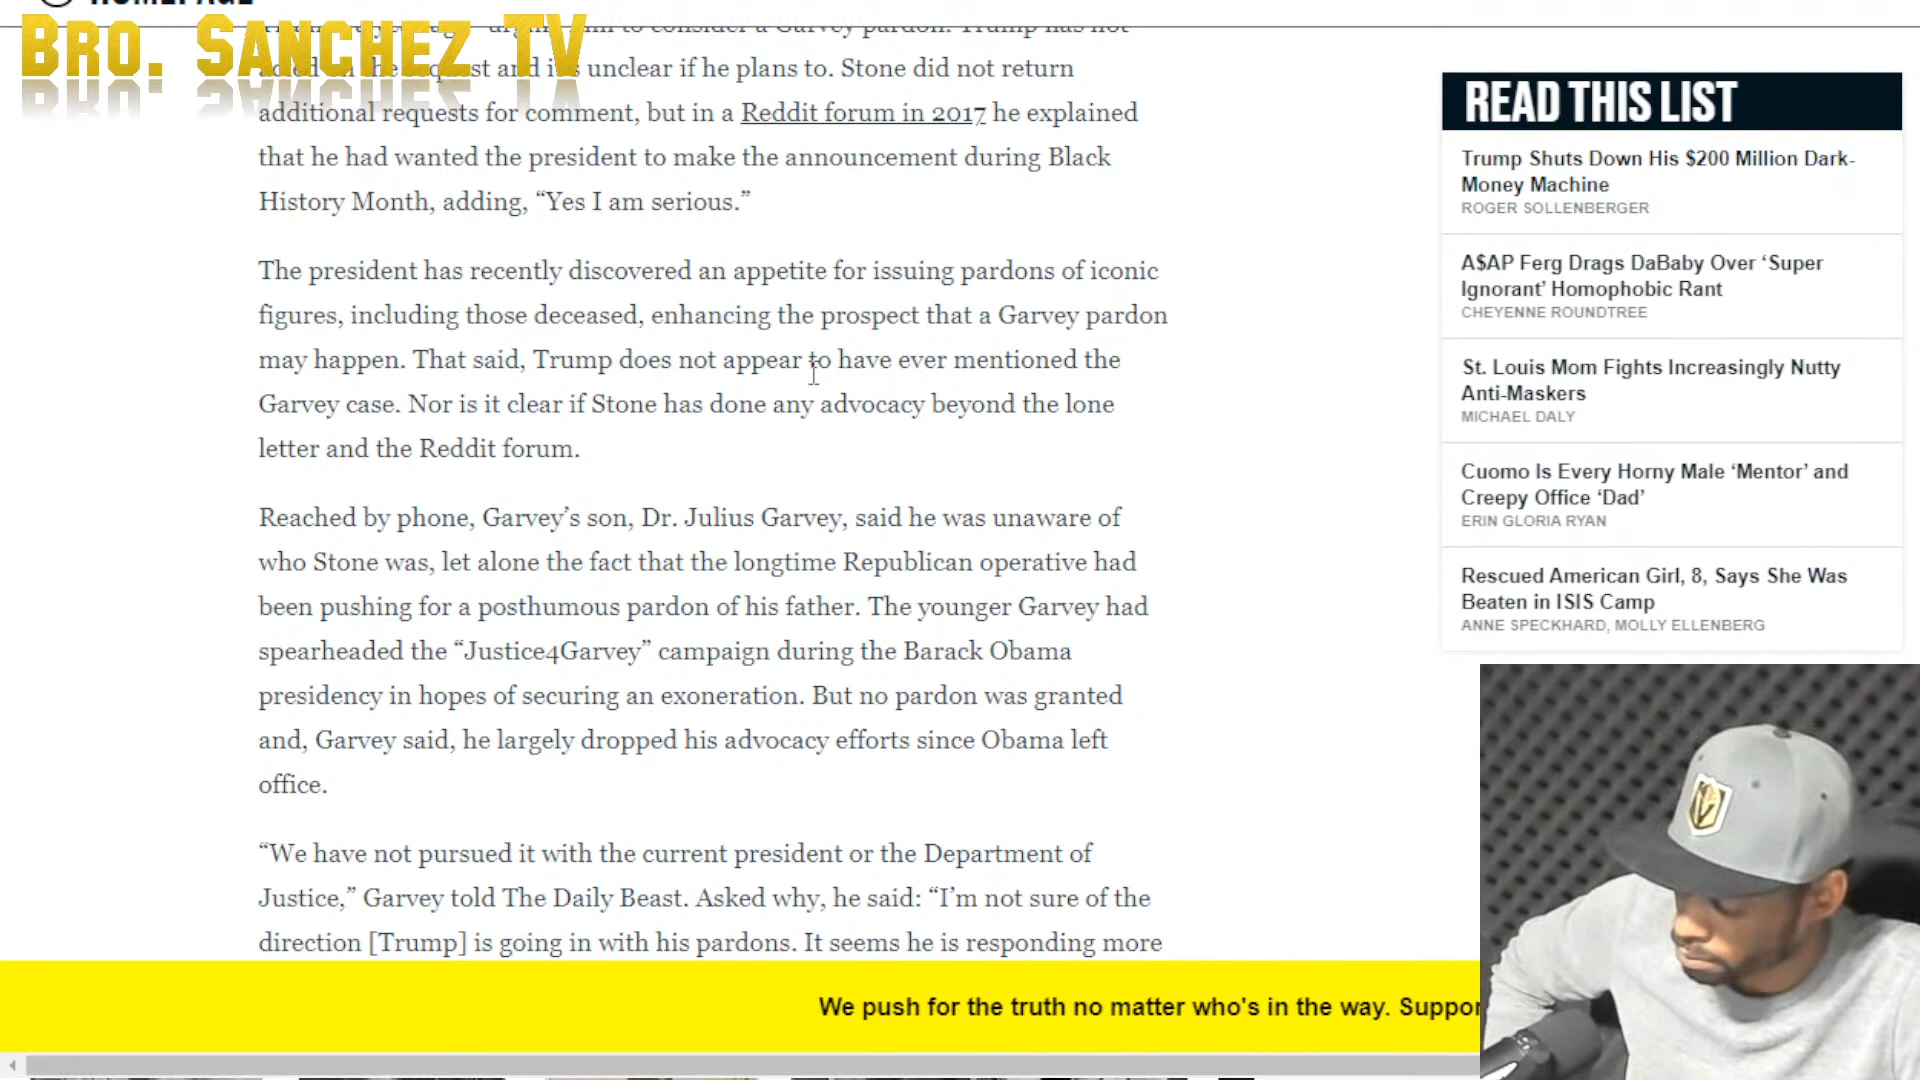 HOMEPAGE
BRO. SANCHEZ TV
to consider a Garvey pardon. Trump has not
unclear if he plans to. Stone did not return
additional requests for comment, but in a Reddit forum in 2017 he explained
that he had wanted the president to make the announcement during Black
History Month, adding, “Yes I am serious.”
The president has recently discovered an appetite for issuing pardons of iconic
figures, including those deceased, enhancing the prospect that a Garvey pardon
may happen. That said, Trump does not appear to have ever mentioned the
Garvey case. Nor is it clear if Stone has done any advocacy beyond the lone
letter and the Reddit forum.
Reached by phone, Garvey’s son, Dr. Julius Garvey, said he was unaware of
who Stone was, let alone the fact that the longtime Republican operative had
been pushing for a posthumous pardon of his father. The younger Garvey had
spearheaded the “Justice4Garvey” campaign during the Barack Obama
presidency in hopes of securing an exoneration. But no pardon was granted
and, Garvey said, he largely dropped his advocacy efforts since Obama left
office.
“We have not pursued it with the current president or the Department of
Justice,” Garvey told The Daily Beast. Asked why, he said: “I’m not sure of the
direction [Trump] is going in with his pardons. It seems he is responding more
READ THIS LIST
Trump Shuts Down His $200 Million Dark-
Money Machine
ROGER SOLLENBERGER
A$AP Ferg Drags DaBaby Over ‘Super
Ignorant’ Homophobic Rant
CHEYENNE ROUNDTREE
St. Louis Mom Fights Increasingly Nutty
Anti-Maskers
MICHAEL DALY
Cuomo Is Every Horny Male ‘Mentor’ and
Creepy Office ‘Dad’
ERIN GLORIA RYAN
Rescued American Girl, 8, Says She Was
Beaten in ISIS Camp
ANNE SPECKHARD, MOLLY ELLENBERG
We push for the truth no matter who's in the way. Suppor